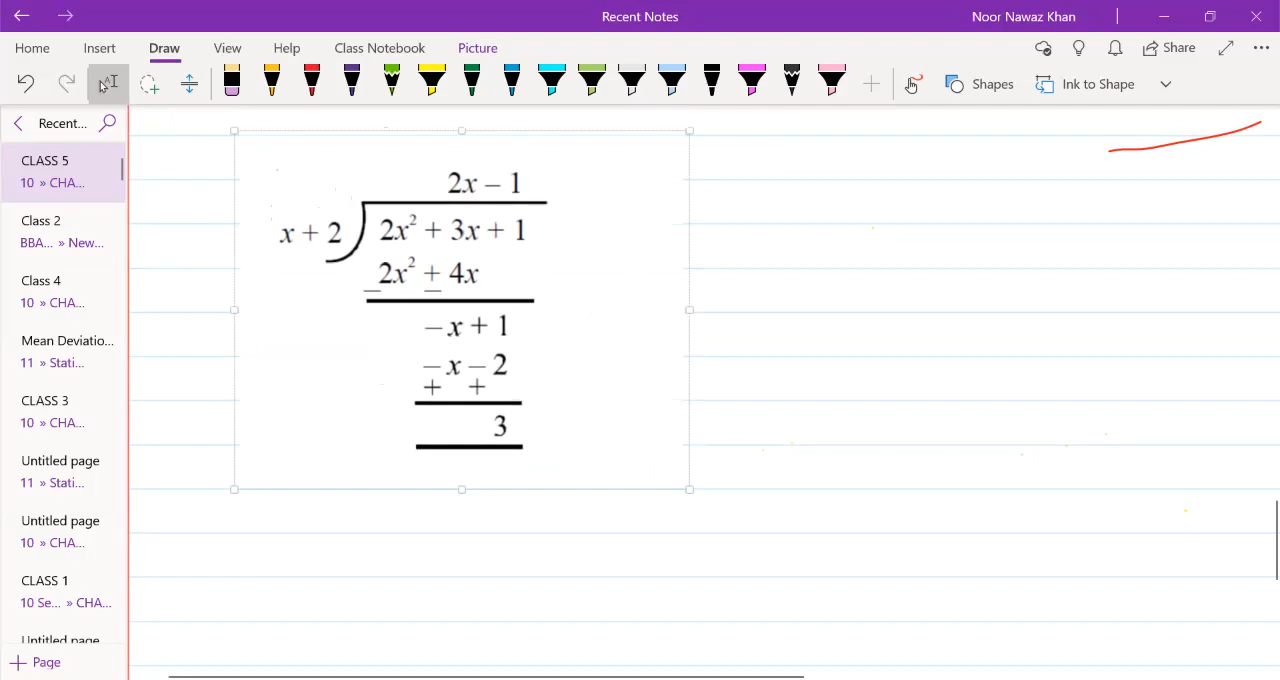 Recent Notes
Noor Nawaz Khan
Home Insert Draw View Help Class Notebook Picture
Share
Shapes
Ink to Shape
Recent...
CLASS 5
10 » CHA...
Class 2
BBA... » New...
Class 4
10 » CHA...
Mean Deviatio...
11 » Stati...
CLASS 3
10 » CHA...
Untitled page
11 » Stati...
Untitled page
10 » CHA...
CLASS 1
10 Se... » CHA...
Untitled page
Page
2x – 1
x + 2 2x² + 3x + 1
2x² + 4x
– –
–x + 1
–x – 2
+ +
3